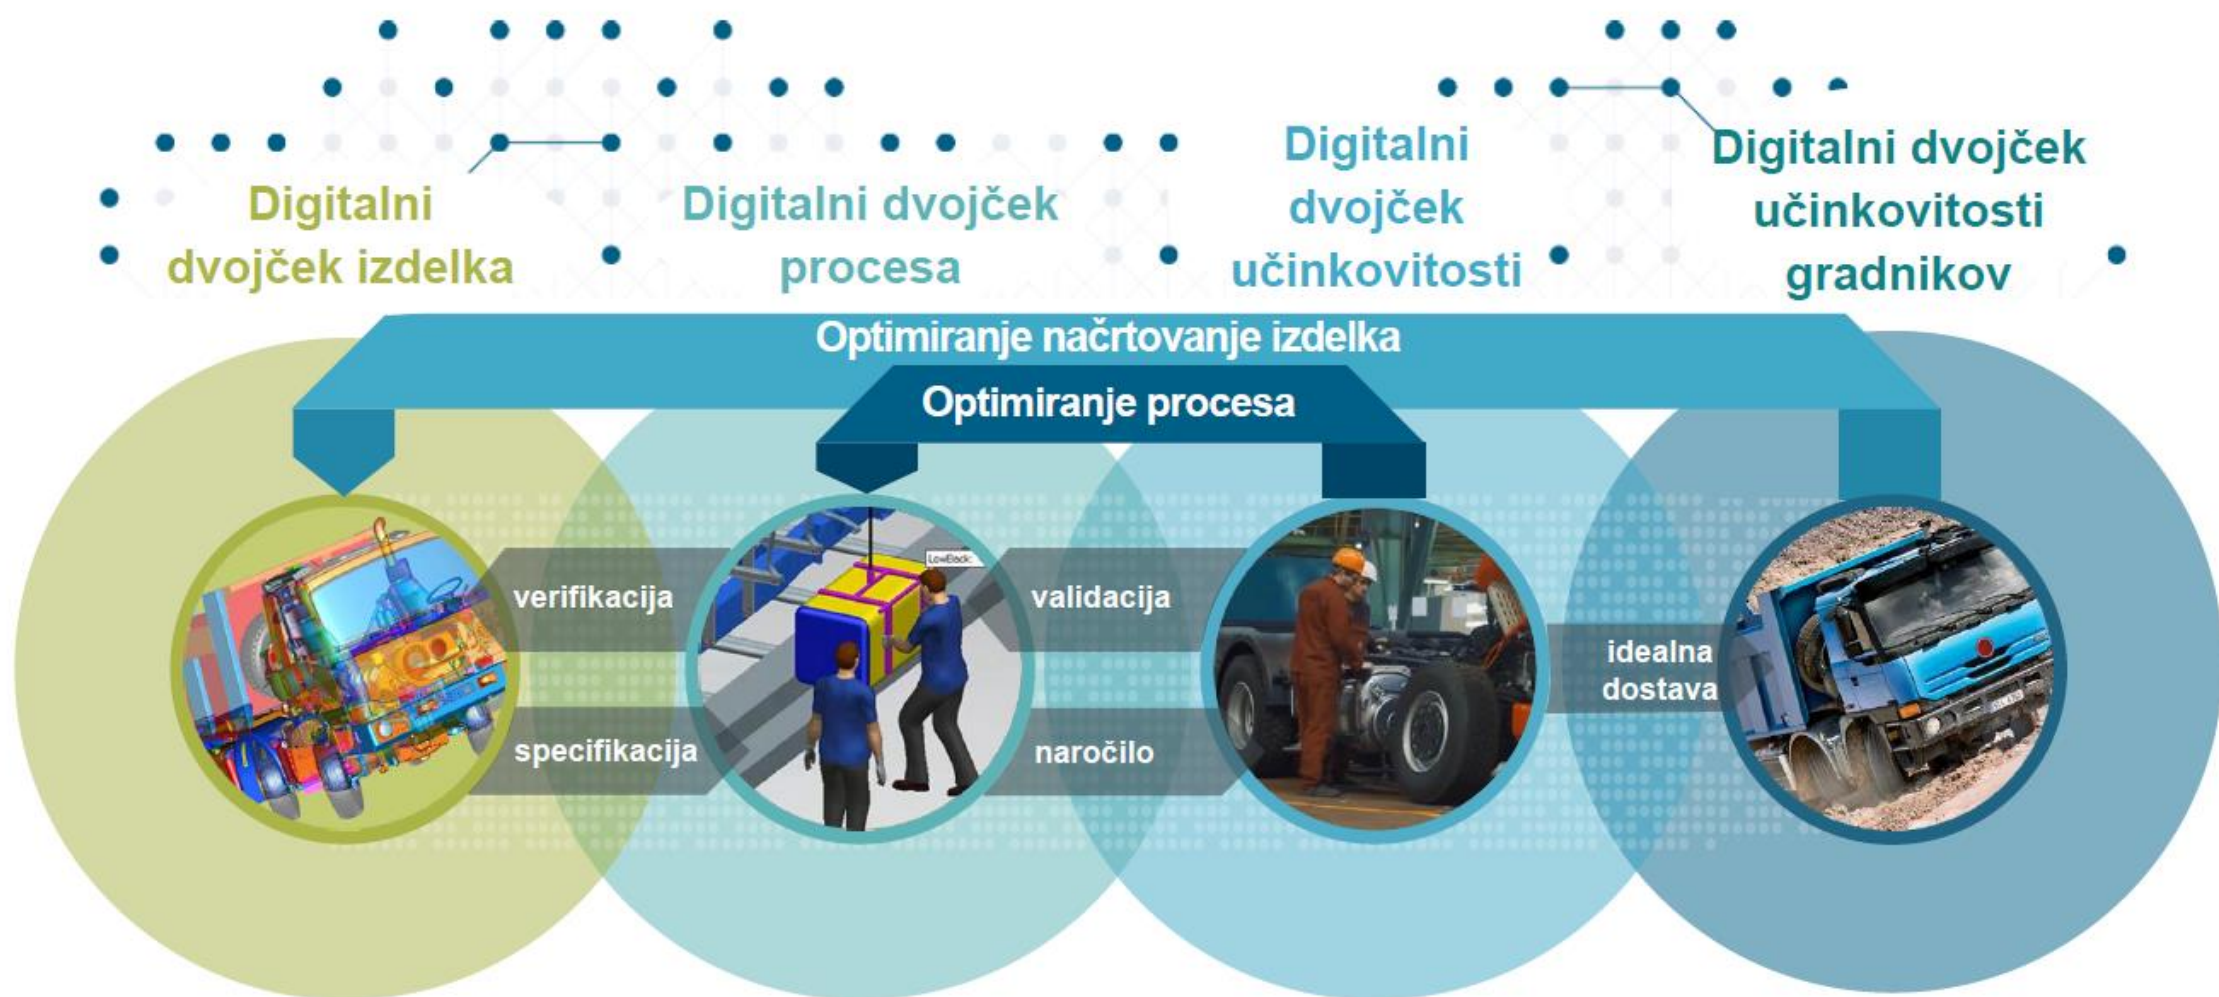 Digitalni
dvojček izdelka
Digitalni dvojček
procesa
Digitalni
dvojček
učinkovitosti
Digitalni dvojček
učinkovitosti
gradnikov
Optimiranje načrtovanje izdelka
Optimiranje procesa
verifikacija
specifikacija
LowBack:
validacija
naročilo
idealna
dostava